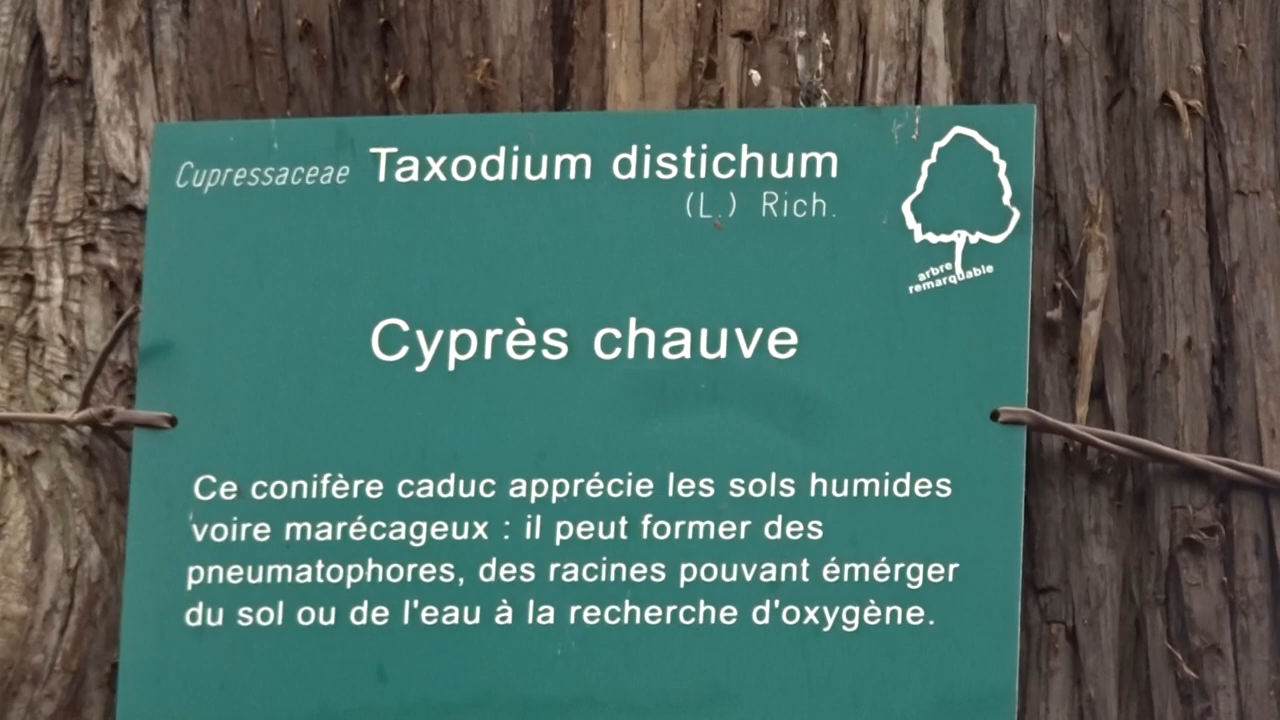 Cupressaceae Taxodium distichum
(L.) Rich.
arbre
remarquable
Cyprès chauve
Ce conifère caduc apprécie les sols humides
voire marécageux : il peut former des
pneumatophores, des racines pouvant émérger
du sol ou de l'eau à la recherche d'oxygène.